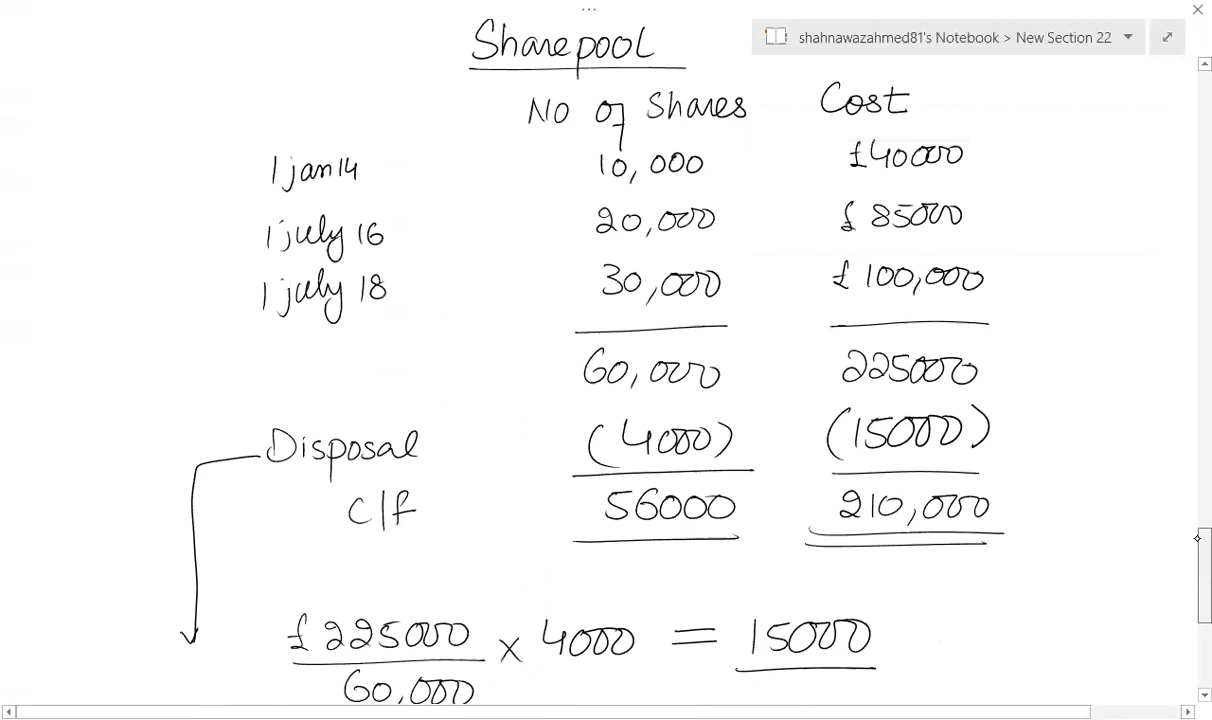 shahnawazahmed81's Notebook > New Section 22
Sharepool
No of Shares Cost
1 jan 14 10,000 £40000
1 july 16 20,000 £ 85000
1 july 18 30,000 £ 100,000
60,000 225000
Disposal (4000) (15000)
C/f 56000 210,000
£ 225000 × 4000 = 15000
60,000